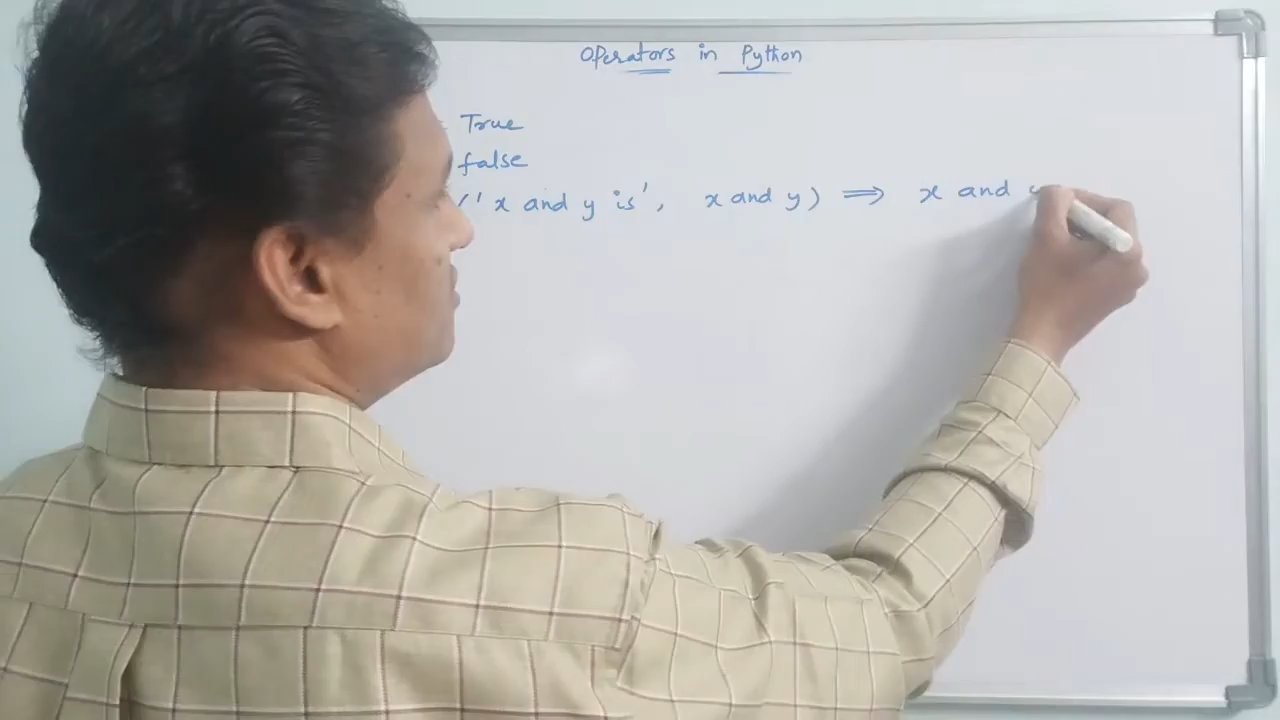 Operators in Python
True
false
(' x and y is', x and y) ⟹ x and y